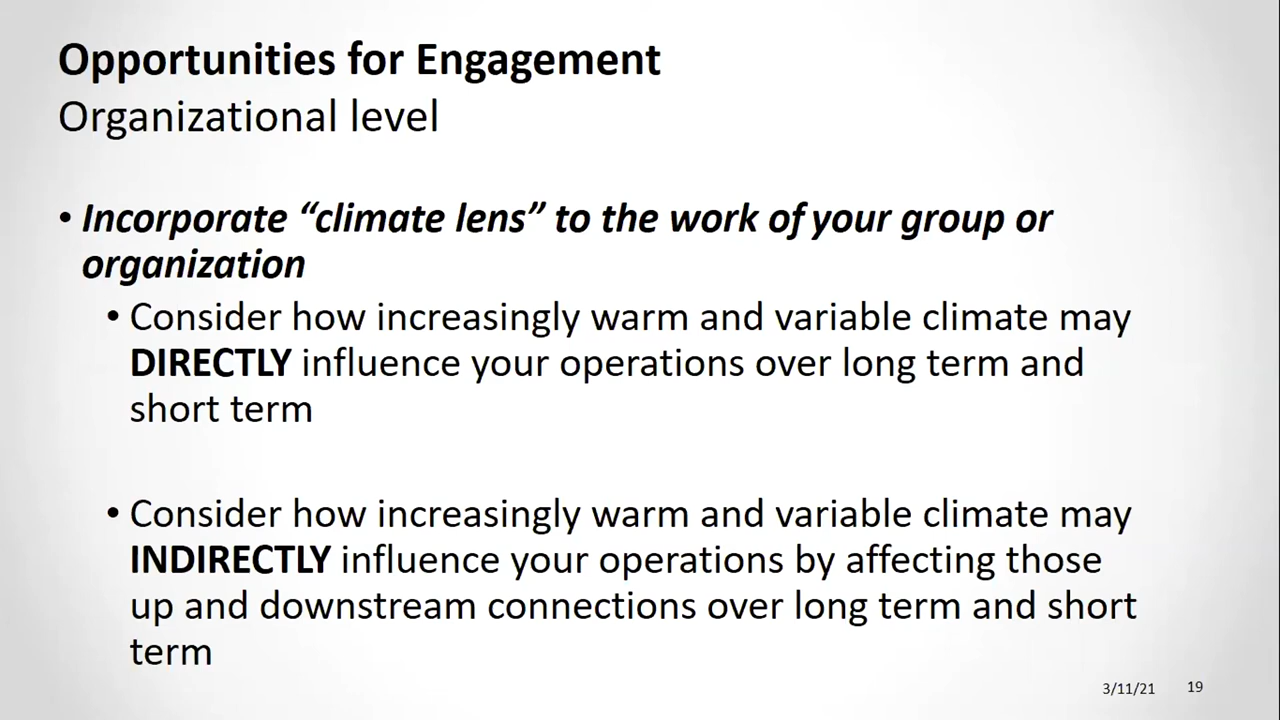 Opportunities for Engagement
Organizational level
• Incorporate “climate lens” to the work of your group or
organization
• Consider how increasingly warm and variable climate may
DIRECTLY influence your operations over long term and
short term
• Consider how increasingly warm and variable climate may
INDIRECTLY influence your operations by affecting those
up and downstream connections over long term and short
term
3/11/21 19